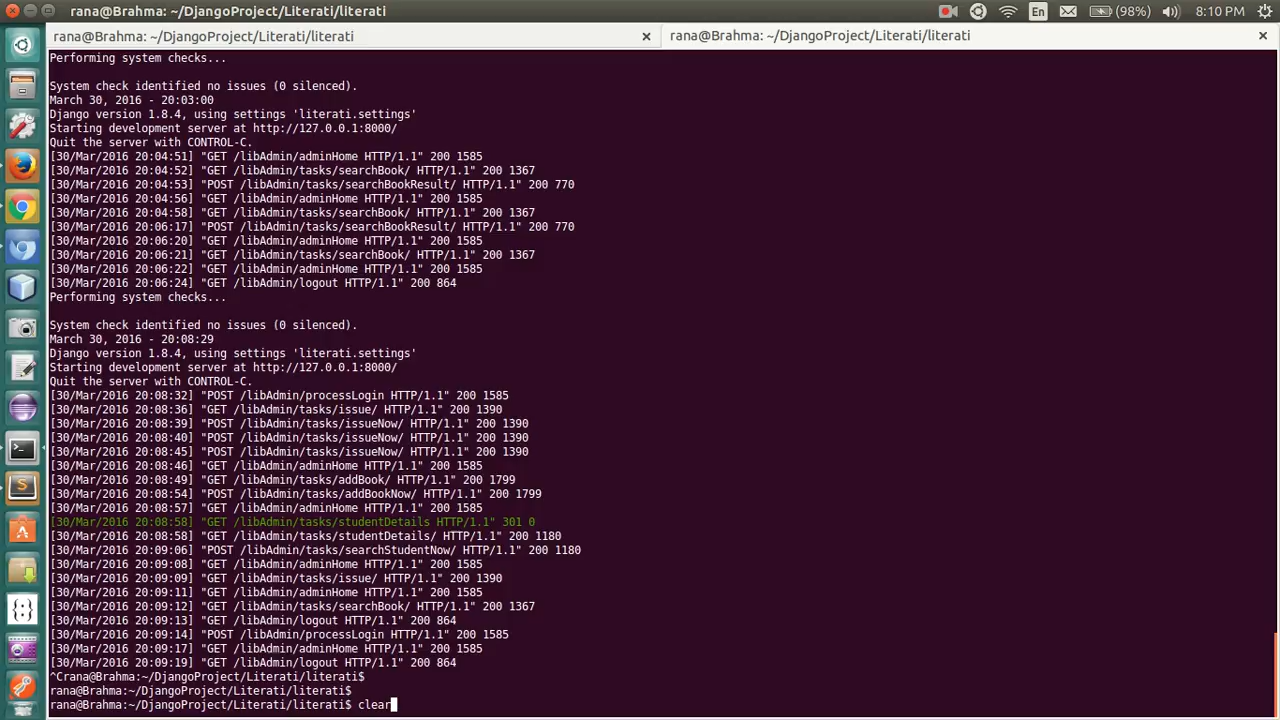 rana@Brahma: ~/DjangoProject/Literati/literati
En
(98%)
8:10 PM
rana@Brahma: ~/DjangoProject/Literati/literati
rana@Brahma: ~/DjangoProject/Literati/literati
Performing system checks...
System check identified no issues (0 silenced).
March 30, 2016 - 20:03:00
Django version 1.8.4, using settings 'literati.settings'
Starting development server at http://127.0.0.1:8000/
Quit the server with CONTROL-C.
[30/Mar/2016 20:04:51] "GET /libAdmin/adminHome HTTP/1.1" 200 1585
[30/Mar/2016 20:04:52] "GET /libAdmin/tasks/searchBook/ HTTP/1.1" 200 1367
[30/Mar/2016 20:04:53] "POST /libAdmin/tasks/searchBookResult/ HTTP/1.1" 200 770
[30/Mar/2016 20:04:56] "GET /libAdmin/adminHome HTTP/1.1" 200 1585
[30/Mar/2016 20:04:58] "GET /libAdmin/tasks/searchBook/ HTTP/1.1" 200 1367
[30/Mar/2016 20:06:17] "POST /libAdmin/tasks/searchBookResult/ HTTP/1.1" 200 770
[30/Mar/2016 20:06:20] "GET /libAdmin/adminHome HTTP/1.1" 200 1585
[30/Mar/2016 20:06:21] "GET /libAdmin/tasks/searchBook/ HTTP/1.1" 200 1367
[30/Mar/2016 20:06:22] "GET /libAdmin/adminHome HTTP/1.1" 200 1585
[30/Mar/2016 20:06:24] "GET /libAdmin/logout HTTP/1.1" 200 864
Performing system checks...
System check identified no issues (0 silenced).
March 30, 2016 - 20:08:29
Django version 1.8.4, using settings 'literati.settings'
Starting development server at http://127.0.0.1:8000/
Quit the server with CONTROL-C.
[30/Mar/2016 20:08:32] "POST /libAdmin/processLogin HTTP/1.1" 200 1585
[30/Mar/2016 20:08:36] "GET /libAdmin/tasks/issue/ HTTP/1.1" 200 1390
[30/Mar/2016 20:08:39] "POST /libAdmin/tasks/issueNow/ HTTP/1.1" 200 1390
[30/Mar/2016 20:08:40] "POST /libAdmin/tasks/issueNow/ HTTP/1.1" 200 1390
[30/Mar/2016 20:08:45] "POST /libAdmin/tasks/issueNow/ HTTP/1.1" 200 1390
[30/Mar/2016 20:08:46] "GET /libAdmin/adminHome HTTP/1.1" 200 1585
[30/Mar/2016 20:08:49] "GET /libAdmin/tasks/addBook/ HTTP/1.1" 200 1799
[30/Mar/2016 20:08:54] "POST /libAdmin/tasks/addBookNow/ HTTP/1.1" 200 1799
[30/Mar/2016 20:08:57] "GET /libAdmin/adminHome HTTP/1.1" 200 1585
[30/Mar/2016 20:08:58] "GET /libAdmin/tasks/studentDetails HTTP/1.1" 301 0
[30/Mar/2016 20:08:58] "GET /libAdmin/tasks/studentDetails/ HTTP/1.1" 200 1180
[30/Mar/2016 20:09:06] "POST /libAdmin/tasks/searchStudentNow/ HTTP/1.1" 200 1180
[30/Mar/2016 20:09:08] "GET /libAdmin/adminHome HTTP/1.1" 200 1585
[30/Mar/2016 20:09:09] "GET /libAdmin/tasks/issue/ HTTP/1.1" 200 1390
[30/Mar/2016 20:09:11] "GET /libAdmin/adminHome HTTP/1.1" 200 1585
[30/Mar/2016 20:09:12] "GET /libAdmin/tasks/searchBook/ HTTP/1.1" 200 1367
[30/Mar/2016 20:09:13] "GET /libAdmin/logout HTTP/1.1" 200 864
[30/Mar/2016 20:09:14] "POST /libAdmin/processLogin HTTP/1.1" 200 1585
[30/Mar/2016 20:09:17] "GET /libAdmin/adminHome HTTP/1.1" 200 1585
[30/Mar/2016 20:09:19] "GET /libAdmin/logout HTTP/1.1" 200 864
^Crana@Brahma:~/DjangoProject/Literati/literati$
rana@Brahma:~/DjangoProject/Literati/literati$
rana@Brahma:~/DjangoProject/Literati/literati$ clear